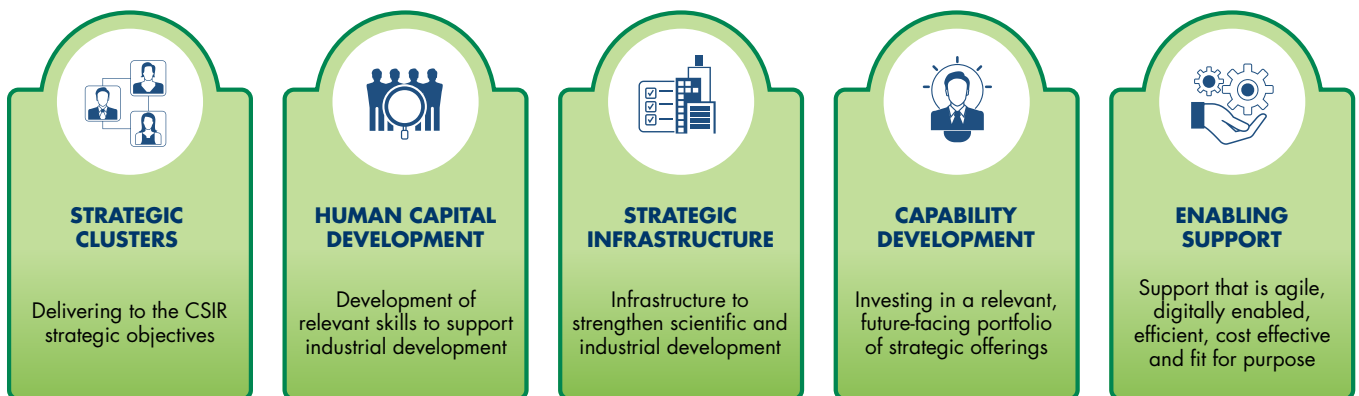 STRATEGIC
CLUSTERS
Delivering to the CSIR
strategic objectives
HUMAN CAPITAL
DEVELOPMENT
Development of
relevant skills to support
industrial development
STRATEGIC
INFRASTRUCTURE
Infrastructure to
strengthen scientific and
industrial development
CAPABILITY
DEVELOPMENT
Investing in a relevant,
future-facing portfolio
of strategic offerings
ENABLING
SUPPORT
Support that is agile,
digitally enabled,
efficient, cost effective
and fit for purpose